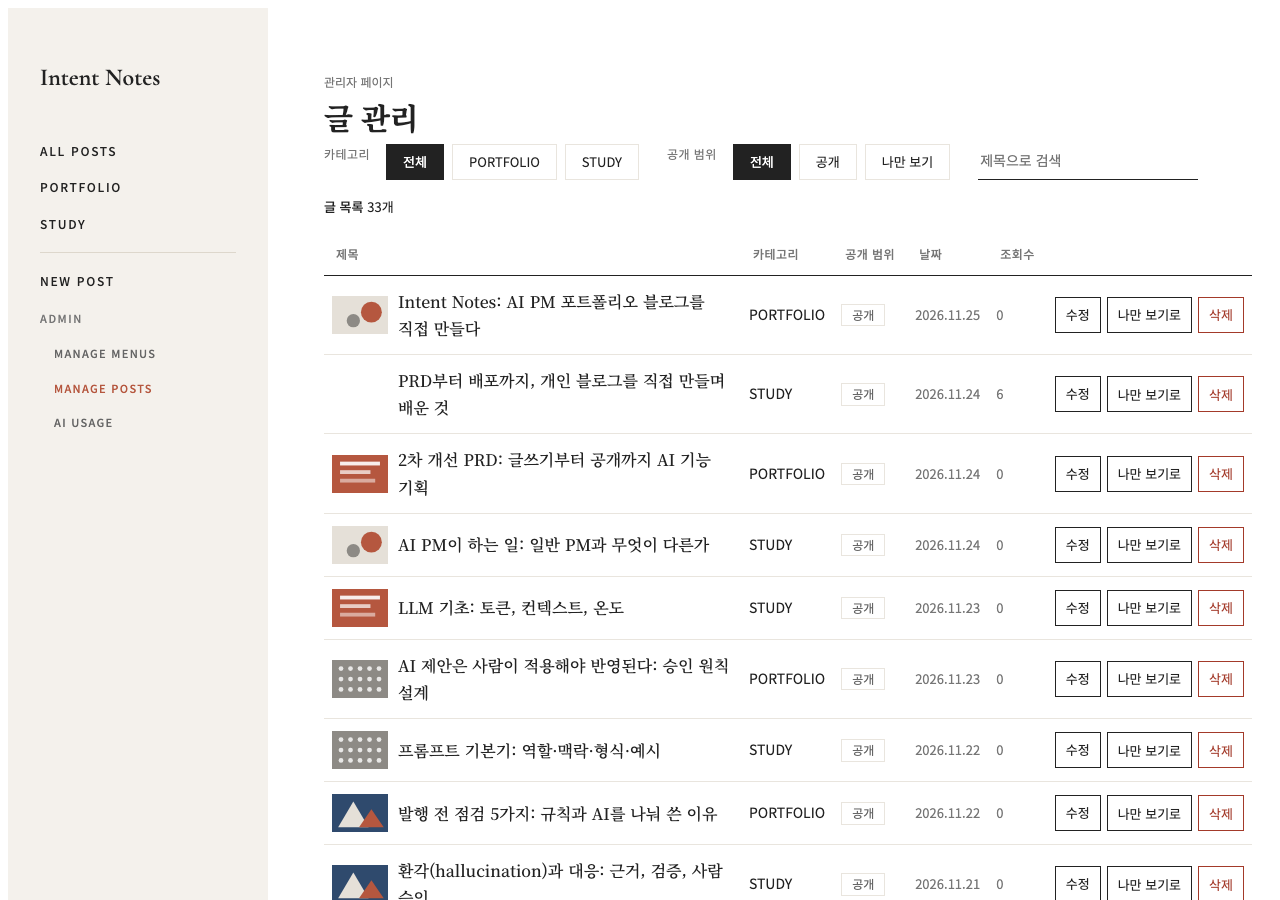 Intent Notes
ALL POSTS
PORTFOLIO
STUDY
NEW POST
ADMIN
MANAGE MENUS
MANAGE POSTS
AI USAGE
관리자 페이지
글 관리
카테고리 전체 PORTFOLIO STUDY 공개 범위 전체 공개 나만 보기 제목으로 검색
글 목록 33개
제목 카테고리 공개 범위 날짜 조회수
Intent Notes: AI PM 포트폴리오 블로그를
직접 만들다
PORTFOLIO 공개 2026.11.25 0 수정 나만 보기로 삭제
PRD부터 배포까지, 개인 블로그를 직접 만들며
배운 것
STUDY 공개 2026.11.24 6 수정 나만 보기로 삭제
2차 개선 PRD: 글쓰기부터 공개까지 AI 기능
기획
PORTFOLIO 공개 2026.11.24 0 수정 나만 보기로 삭제
AI PM이 하는 일: 일반 PM과 무엇이 다른가 STUDY 공개 2026.11.24 0 수정 나만 보기로 삭제
LLM 기초: 토큰, 컨텍스트, 온도 STUDY 공개 2026.11.23 0 수정 나만 보기로 삭제
AI 제안은 사람이 적용해야 반영된다: 승인 원칙
설계
PORTFOLIO 공개 2026.11.23 0 수정 나만 보기로 삭제
프롬프트 기본기: 역할·맥락·형식·예시 STUDY 공개 2026.11.22 0 수정 나만 보기로 삭제
발행 전 점검 5가지: 규칙과 AI를 나눠 쓴 이유 PORTFOLIO 공개 2026.11.22 0 수정 나만 보기로 삭제
환각(hallucination)과 대응: 근거, 검증, 사람
승인
STUDY 공개 2026.11.21 0 수정 나만 보기로 삭제